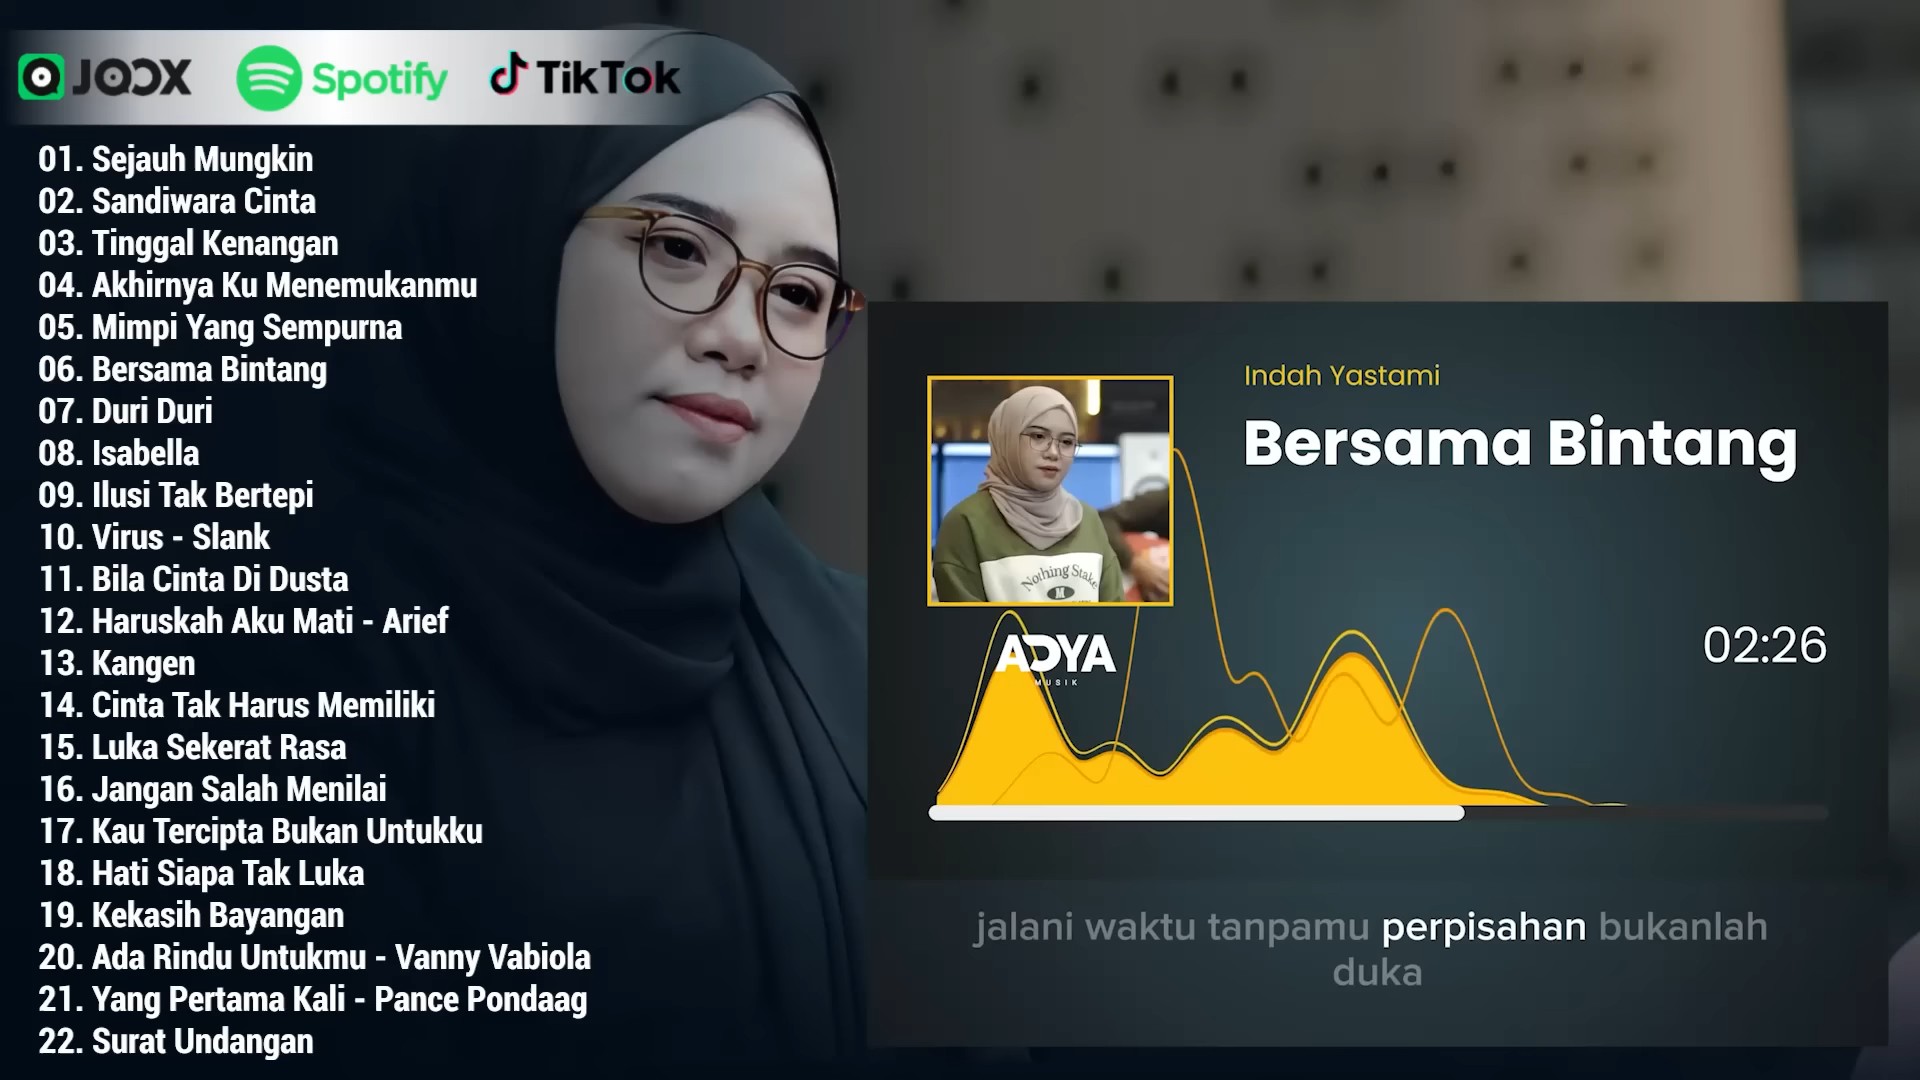 JOOX
Spotify
TikTok
01. Sejauh Mungkin
02. Sandiwara Cinta
03. Tinggal Kenangan
04. Akhirnya Ku Menemukanmu
05. Mimpi Yang Sempurna
06. Bersama Bintang
07. Duri Duri
08. Isabella
09. Ilusi Tak Bertepi
10. Virus - Slank
11. Bila Cinta Di Dusta
12. Haruskah Aku Mati - Arief
13. Kangen
14. Cinta Tak Harus Memiliki
15. Luka Sekerat Rasa
16. Jangan Salah Menilai
17. Kau Tercipta Bukan Untukku
18. Hati Siapa Tak Luka
19. Kekasih Bayangan
20. Ada Rindu Untukmu - Vanny Vabiola
21. Yang Pertama Kali - Pance Pondaag
22. Surat Undangan
Indah Yastami
Bersama Bintang
Nothing Stake
M
ADYA
MUSIK
02:26
jalani waktu tanpamu perpisahan bukanlah
duka